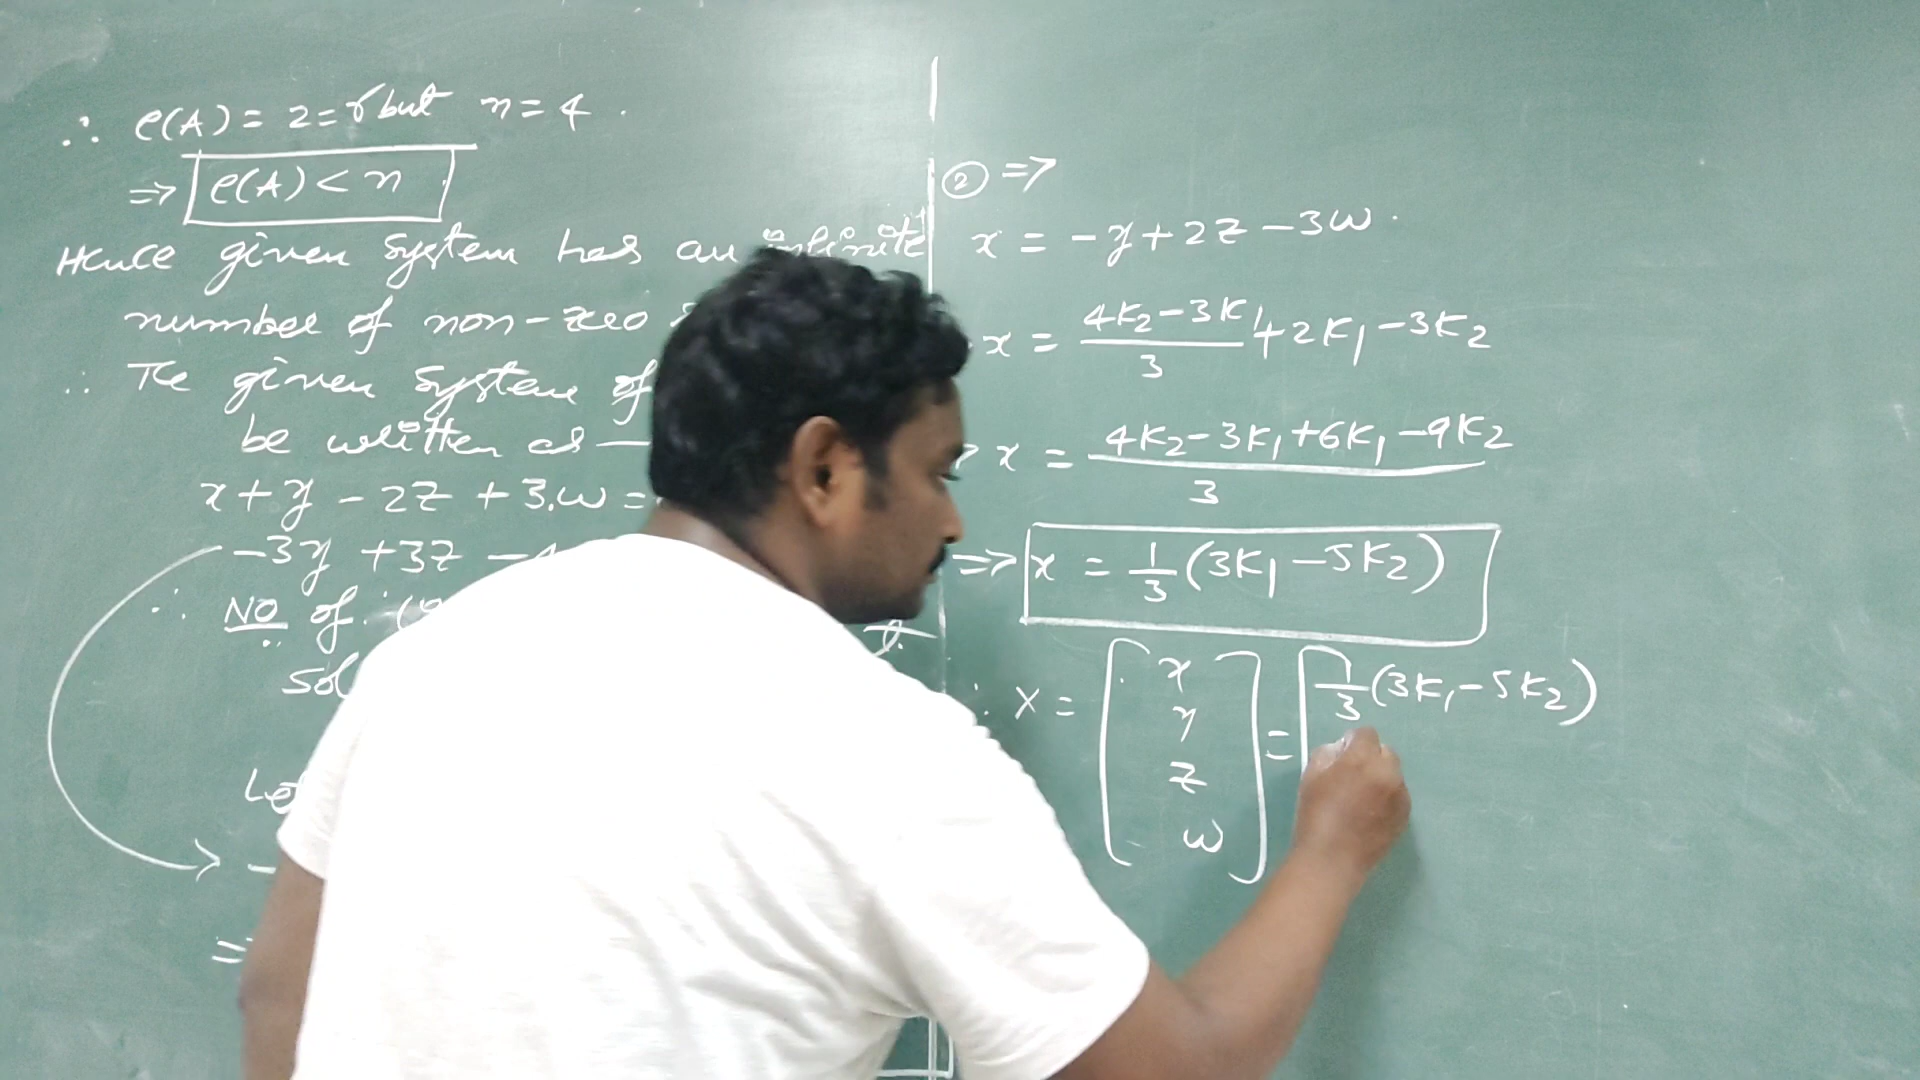 ∴ ρ(A) = 2 = r but n = 4 .
⇒ ρ(A) < n
Hence given system has an infinite
number of non-zero
∴ The given system of
be written as —
x + y - 2z + 3.w =
-3y + 3z -
∴ NO of
sol
Let
=
② ⇒
x = -y + 2z - 3w .
x = (4K₂ - 3K₁)/3 + 2K₁ - 3K₂
x = (4K₂ - 3K₁ + 6K₁ - 9K₂)/3
⇒ x = 1/3 (3K₁ - 5K₂)
∴ X = [x y z w] = [1/3 (3K₁ - 5K₂)